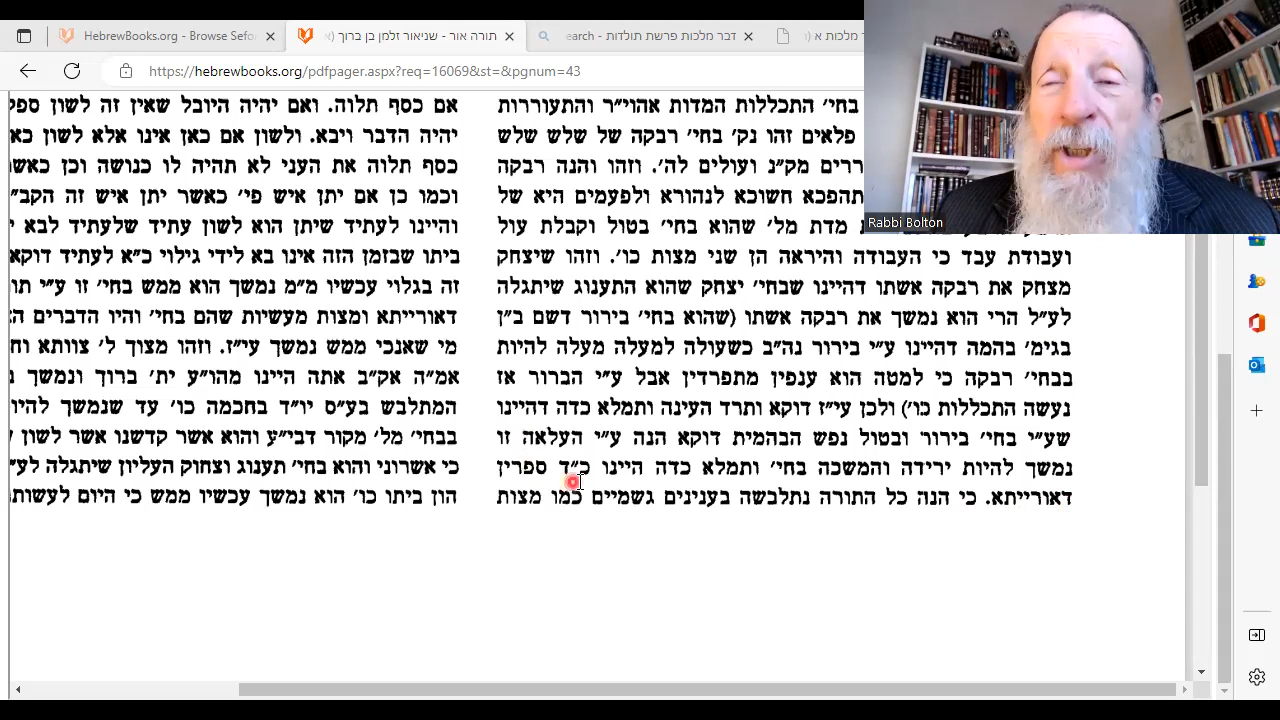 HebrewBooks.org - Browse Sefo
תורה אור - שניאור זלמן בן ברוך (א
דבר מלכות פרשת תולדות - Search
ר מלכות א
https://hebrewbooks.org/pdfpager.aspx?req=16069&st=&pgnum=43
Rabbi Bolton
בחי׳ התכללות המדות אהוי״ר והתעוררות
פלאים זהו נק׳ בחי׳ רבקה של שלש שלש
ררים מק״נ ועולים לה׳. וזהו והנה רבקה
תהפכא חשוכא לנהורא ולפעמים היא של
מדת מל׳ שהוא בחי׳ בטול וקבלת עול
ועבודת עבד כי העבודה והיראה הן שני מצות כו׳. וזהו שיצחק
מצחק את רבקה אשתו דהיינו שבחי׳ יצחק שהוא התענוג שיתגלה
לע״ל הרי הוא נמשך את רבקה אשתו (שהוא בחי׳ בירור דשם ב״ן
בגימ׳ בהמה דהיינו ע״י בירור נה״ב כשעולה למעלה מעלה להיות
בבחי׳ רבקה כי למטה הוא ענפין מתפרדין אבל ע״י הברור אז
נעשה התכללות כו׳) ולכן עי״ז דוקא ותרד העינה ותמלא כדה דהיינו
שע״י בחי׳ בירור ובטול נפש הבהמית דוקא הנה ע״י העלאה זו
נמשך להיות ירידה והמשכה בחי׳ ותמלא כדה היינו כ״ד ספרין
דאורייתא. כי הנה כל התורה נתלבשה בענינים גשמיים כמו מצות
אם כסף תלוה. ואם יהיה היובל שאין זה לשון ספק
יהיה הדבר ויבא. ולשון אם כאן אינו אלא לשון כא
כסף תלוה את העני לא תהיה לו כנושה וכן כאשר
וכמו כן אם יתן איש פי׳ כאשר יתן איש זה הקב״
והיינו לעתיד שיתן הוא לשון עתיד שלעתיד לבא י
ביתו שבזמן הזה אינו בא לידי גילוי כ״א לעתיד דוקא
זה בגלוי עכשיו מ״מ נמשך הוא ממש בחי׳ זו ע״י תו
דאורייתא ומצות מעשיות שהם בחי׳ והיו הדברים הא
מי שאנכי ממש נמשך עי״ז. וזהו מצוך ל׳ צוותא וח
אמ״ה אק״ב אתה היינו מהו״ע ית׳ ברוך ונמשך
המתלבש בע״ס יו״ד בחכמה כו׳ עד שנמשך להיו
בבחי׳ מל׳ מקור דבי״ע והוא אשר קדשנו אשר לשון
כי אשרוני והוא בחי׳ תענוג וצחוק העליון שיתגלה לע״
הון ביתו כו׳ הוא נמשך עכשיו ממש כי היום לעשות